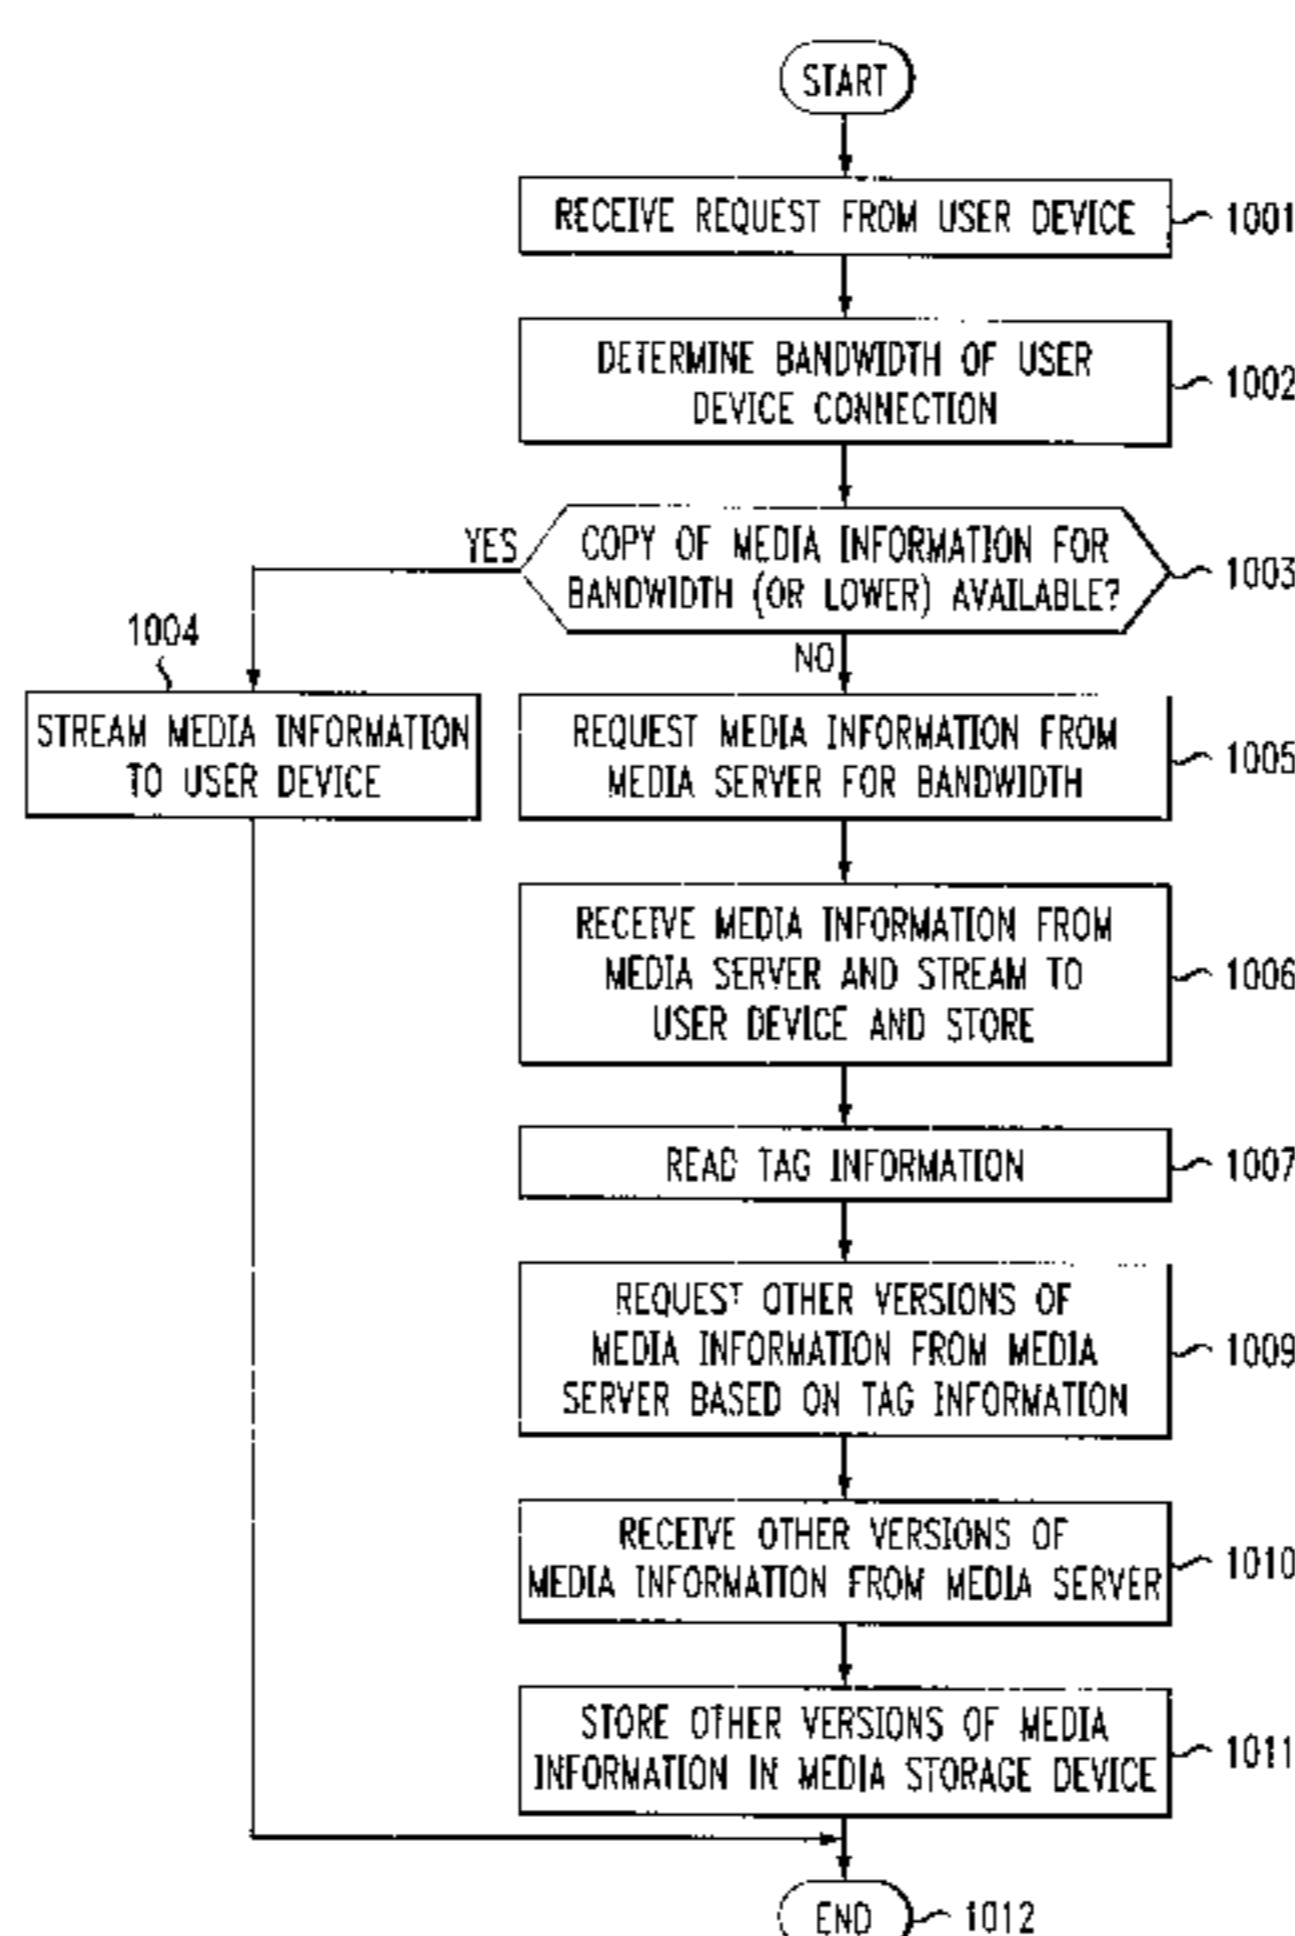 START
RECEIVE REQUEST FROM USER DEVICE
1001
DETERMINE BANDWIDTH OF USER
DEVICE CONNECTION
1002
COPY OF MEDIA INFORMATION FOR
BANDWIDTH (OR LOWER) AVAILABLE?
1003
YES
NO
1004
STREAM MEDIA INFORMATION
TO USER DEVICE
REQUEST MEDIA INFORMATION FROM
MEDIA SERVER FOR BANDWIDTH
1005
RECEIVE MEDIA INFORMATION FROM
MEDIA SERVER AND STREAM TO
USER DEVICE AND STORE
1006
READ TAG INFORMATION
1007
REQUEST OTHER VERSIONS OF
MEDIA INFORMATION FROM MEDIA
SERVER BASED ON TAG INFORMATION
1009
RECEIVE OTHER VERSIONS OF
MEDIA INFORMATION FROM MEDIA SERVER
1010
STORE OTHER VERSIONS OF MEDIA
INFORMATION IN MEDIA STORAGE DEVICE
1011
END
1012